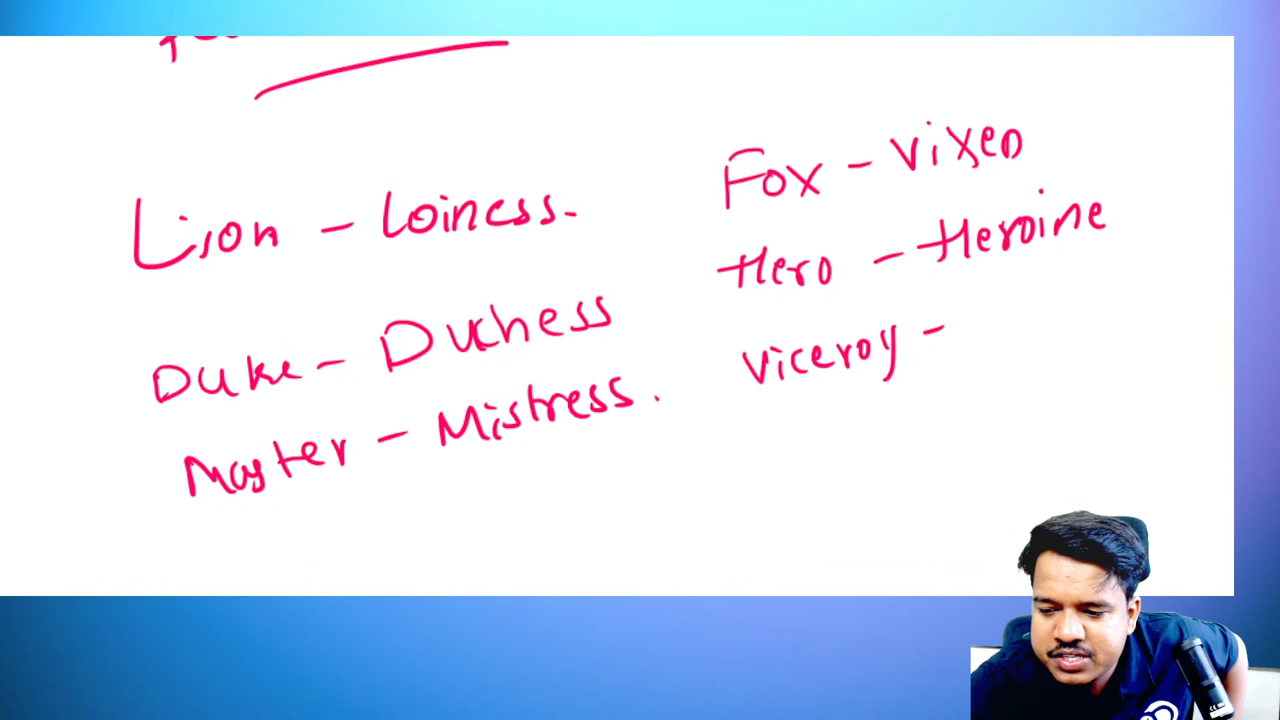 Lion - Loiness.
Duke - Duchess
Master - Mistress.
Fox - Vixen
Hero - Heroine
Viceroy -